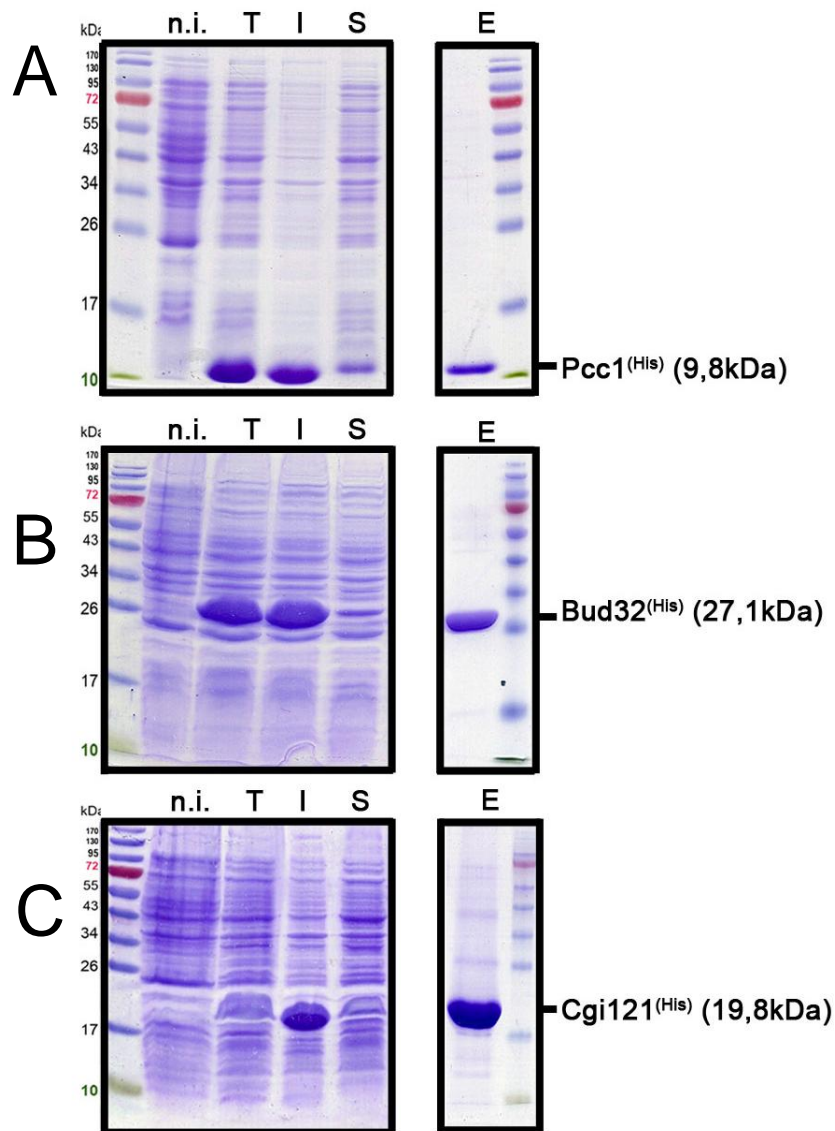 A
kDa
n.i. T I S
E
170
130
95
72
55
43
34
26
17
10
Pcc1(His) (9,8kDa)
B
kDa
n.i. T I S
E
170
130
95
72
55
43
34
26
17
10
Bud32(His) (27,1kDa)
C
kDa
n.i. T I S
E
170
130
95
72
55
43
34
26
17
10
Cgi121(His) (19,8kDa)